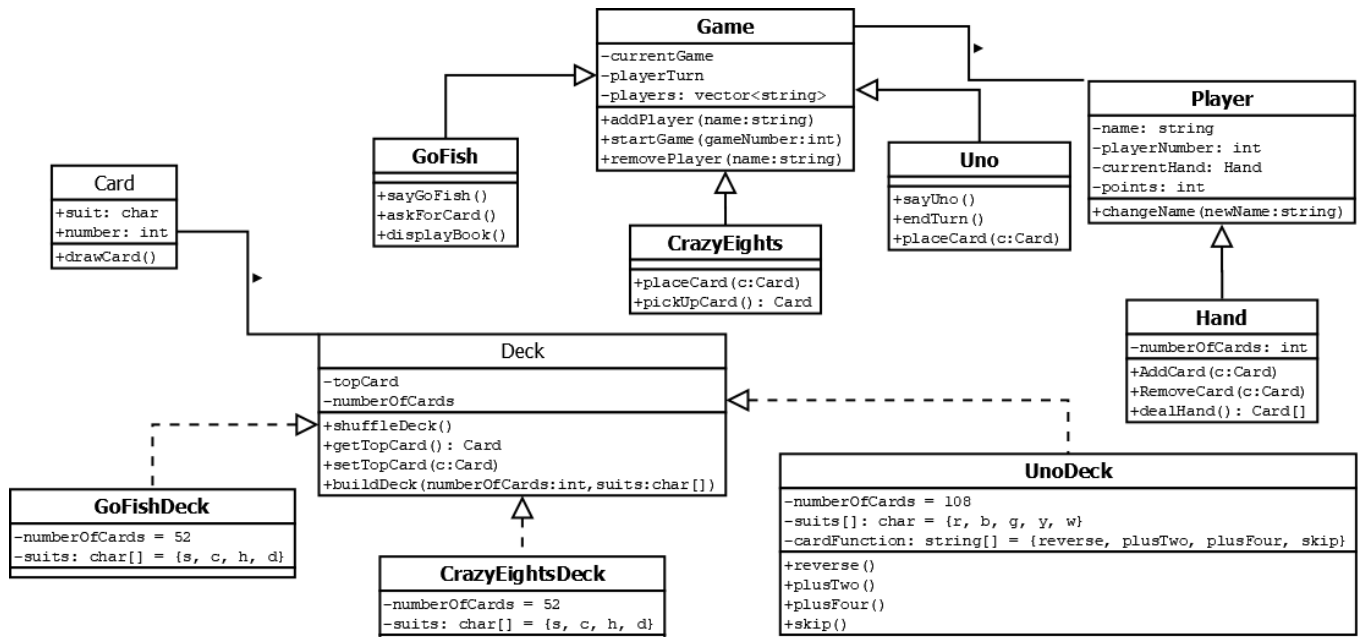 Game
-currentGame
-playerTurn
-players: vector<string>
+addPlayer(name:string)
+startGame(gameNumber:int)
+removePlayer(name:string)
Player
-name: string
-playerNumber: int
-currentHand: Hand
-points: int
+changeName(newName:string)
GoFish
+sayGoFish()
+askForCard()
+displayBook()
Uno
+sayUno()
+endTurn()
+placeCard(c:Card)
Card
+suit: char
+number: int
+drawCard()
CrazyEights
+placeCard(c:Card)
+pickUpCard(): Card
Hand
-numberOfCards: int
+AddCard(c:Card)
+RemoveCard(c:Card)
+dealHand(): Card[]
Deck
-topCard
-numberOfCards
+shuffleDeck()
+getTopCard(): Card
+setTopCard(c:Card)
+buildDeck(numberOfCards:int,suits:char[])
GoFishDeck
-numberOfCards = 52
-suits: char[] = {s, c, h, d}
CrazyEightsDeck
-numberOfCards = 52
-suits: char[] = {s, c, h, d}
UnoDeck
-numberOfCards = 108
-suits[]: char = {r, b, g, y, w}
-cardFunction: string[] = {reverse, plusTwo, plusFour, skip}
+reverse()
+plusTwo()
+plusFour()
+skip()